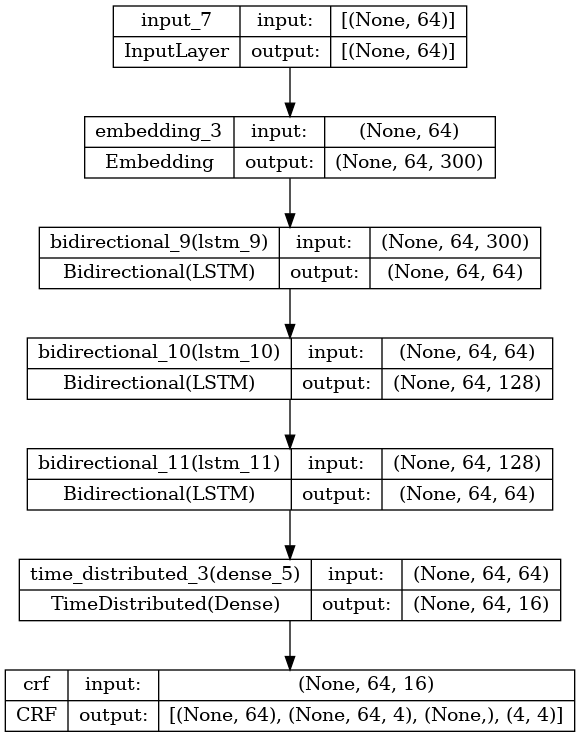 input_7 input: [(None, 64)]
InputLayer output: [(None, 64)]
embedding_3 input: (None, 64)
Embedding output: (None, 64, 300)
bidirectional_9(lstm_9) input: (None, 64, 300)
Bidirectional(LSTM) output: (None, 64, 64)
bidirectional_10(lstm_10) input: (None, 64, 64)
Bidirectional(LSTM) output: (None, 64, 128)
bidirectional_11(lstm_11) input: (None, 64, 128)
Bidirectional(LSTM) output: (None, 64, 64)
time_distributed_3(dense_5) input: (None, 64, 64)
TimeDistributed(Dense) output: (None, 64, 16)
crf input: (None, 64, 16)
CRF output: [(None, 64), (None, 64, 4), (None,), (4, 4)]